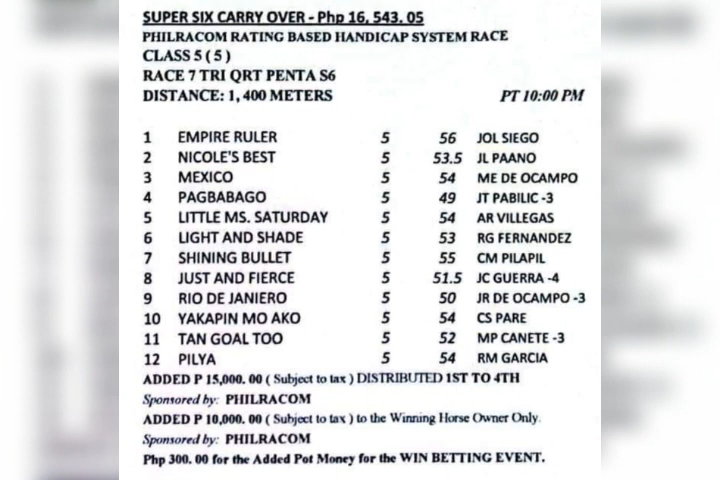 SUPER SIX CARRY OVER - Php 16, 543. 05
PHILRACOM RATING BASED HANDICAP SYSTEM RACE
CLASS 5 ( 5 )
RACE 7 TRI QRT PENTA S6
DISTANCE: 1, 400 METERS PT 10:00 PM
1 EMPIRE RULER 5 56 JOL SIEGO
2 NICOLE'S BEST 5 53.5 JL PAANO
3 MEXICO 5 54 ME DE OCAMPO
4 PAGBABAGO 5 49 JT PABILIC -3
5 LITTLE MS. SATURDAY 5 54 AR VILLEGAS
6 LIGHT AND SHADE 5 53 RG FERNANDEZ
7 SHINING BULLET 5 55 CM PILAPIL
8 JUST AND FIERCE 5 51.5 JC GUERRA -4
9 RIO DE JANIERO 5 50 JR DE OCAMPO -3
10 YAKAPIN MO AKO 5 54 CS PARE
11 TAN GOAL TOO 5 52 MP CANETE -3
12 PILYA 5 54 RM GARCIA
ADDED P 15,000. 00 ( Subject to tax ) DISTRIBUTED 1ST TO 4TH
Sponsored by: PHILRACOM
ADDED P 10,000. 00 ( Subject to tax ) to the Winning Horse Owner Only.
Sponsored by: PHILRACOM
Php 300. 00 for the Added Pot Money for the WIN BETTING EVENT.